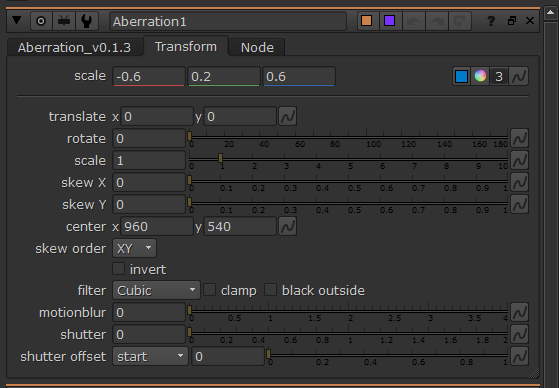 Aberration1 ? ×
Aberration_v0.1.3 Transform Node
scale -0.6 0.2 0.6 3
translate x 0 y 0
rotate 0 0 20 40 60 80 100 120 140 160 180
scale 1 0 1 2 3 4 5 6 7 8 9 10
skew X 0 0 0.1 0.2 0.3 0.4 0.5 0.6 0.7 0.8 0.9 1
skew Y 0 0 0.1 0.2 0.3 0.4 0.5 0.6 0.7 0.8 0.9 1
center x 960 y 540
skew order XY
invert
filter Cubic clamp black outside
motionblur 0 0 0.5 1 1.5 2 2.5 3 3.5 4
shutter 0 0 0.2 0.4 0.6 0.8 1 1.2 1.4 1.6 1.8 2
shutter offset start 0 0 0.2 0.4 0.6 0.8 1